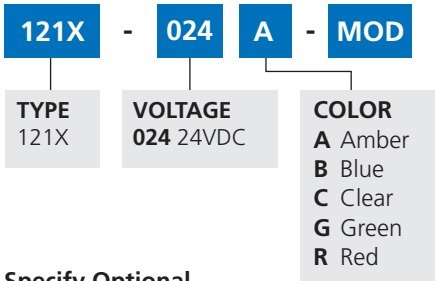 121X - 024 A - MOD
TYPE
121X
VOLTAGE
024 24VDC
COLOR
A Amber
B Blue
C Clear
G Green
R Red
Specify Optional